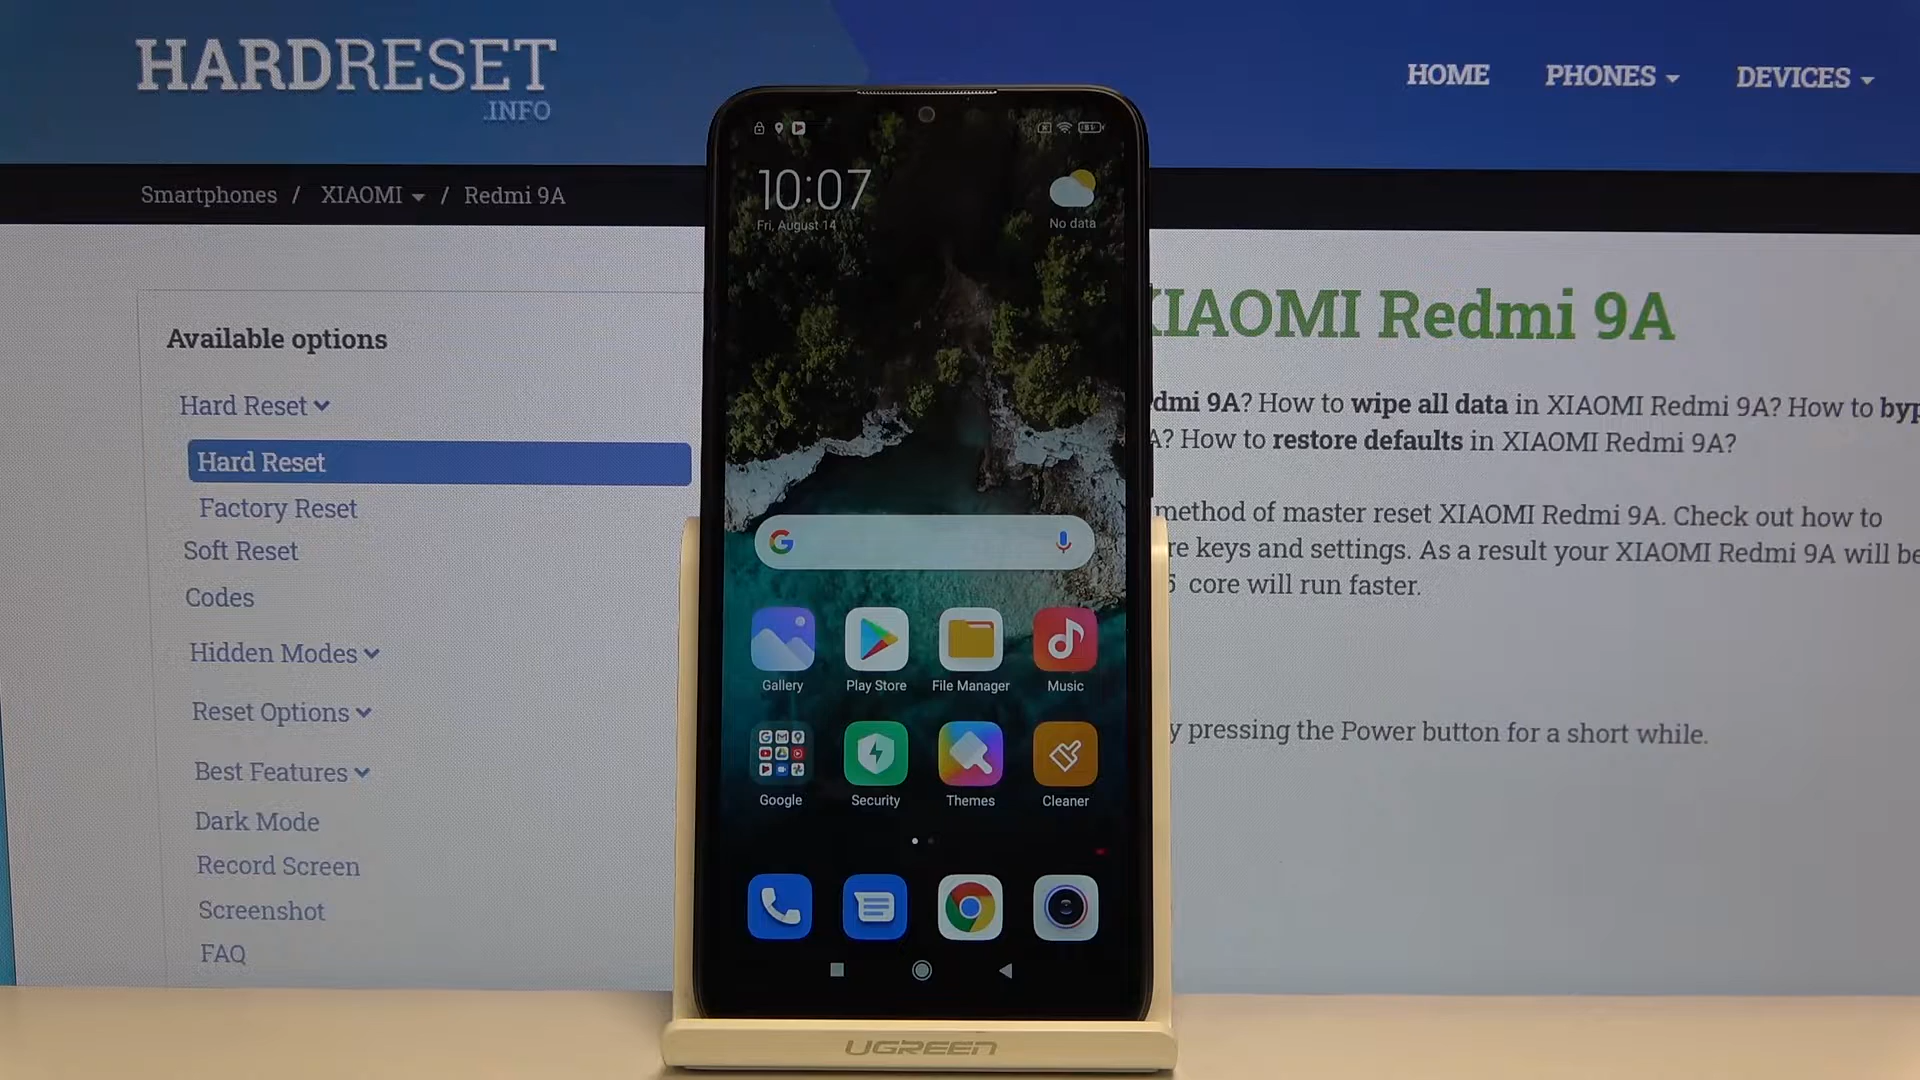 HARDRESET
.INFO
HOME
PHONES
DEVICES
Smartphones / XIAOMI / Redmi 9A
Available options
Hard Reset
Hard Reset
Factory Reset
Soft Reset
Codes
Hidden Modes
Reset Options
Best Features
Dark Mode
Record Screen
Screenshot
FAQ
10:07
Fri, August 14
No data
Gallery
Play Store
File Manager
Music
Google
Security
Themes
Cleaner
UGREEN
XIAOMI Redmi 9A
9A? How to wipe all data in XIAOMI Redmi 9A? How to
How to restore defaults in XIAOMI Redmi 9A?
method of master reset XIAOMI Redmi 9A. Check out how to
keys and settings. As a result your XIAOMI Redmi 9A will be
core will run faster.
pressing the Power button for a short while.